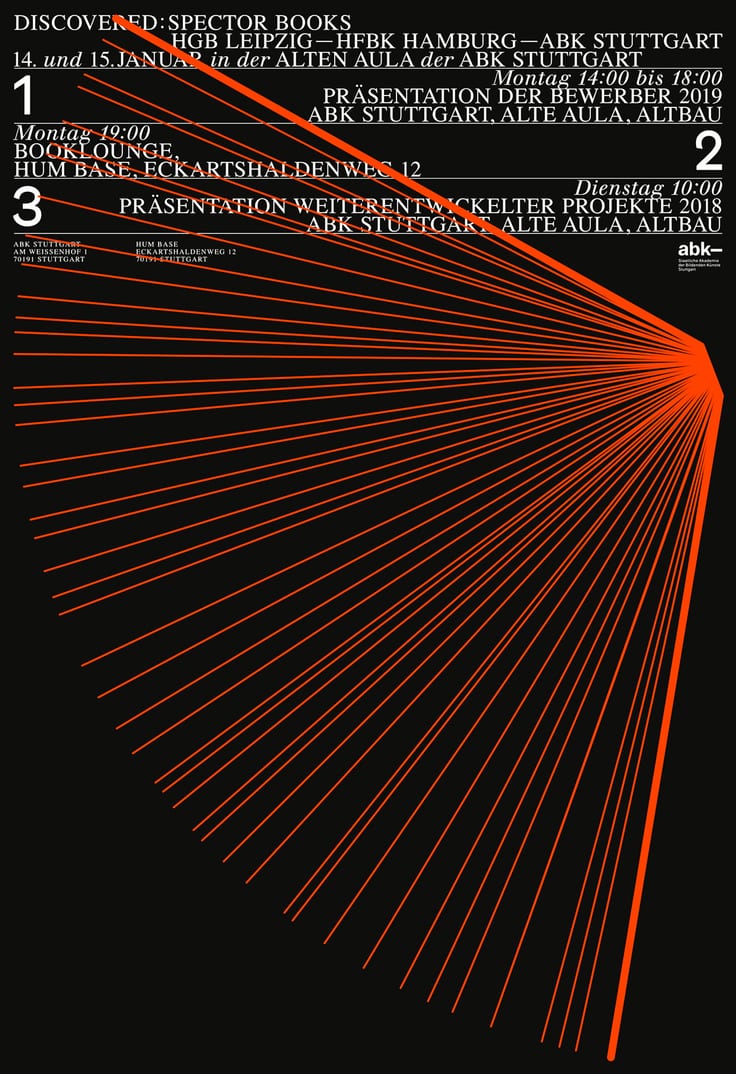 DISCOVERED: SPECTOR BOOKS
HGB LEIPZIG—HFBK HAMBURG—ABK STUTTGART
14. und 15. JANUAR in der ALTEN AULA der ABK STUTTGART
1
Montag 14:00 bis 18:00
PRÄSENTATION DER BEWERBER 2019
ABK STUTTGART, ALTE AULA, ALTBAU
Montag 19:00
BOOKLOUNGE,
HUM BASE, ECKARTSHALDENWEG 12
2
3
Dienstag 10:00
PRÄSENTATION WEITERENTWICKELTER PROJEKTE 2018
ABK STUTTGART, ALTE AULA, ALTBAU
ABK STUTTGART
AM WEISSENHOF 1
70191 STUTTGART
HUM BASE
ECKARTSHALDENWEG 12
70191 STUTTGART
abk—
Staatliche Akademie
der Bildenden Künste
Stuttgart